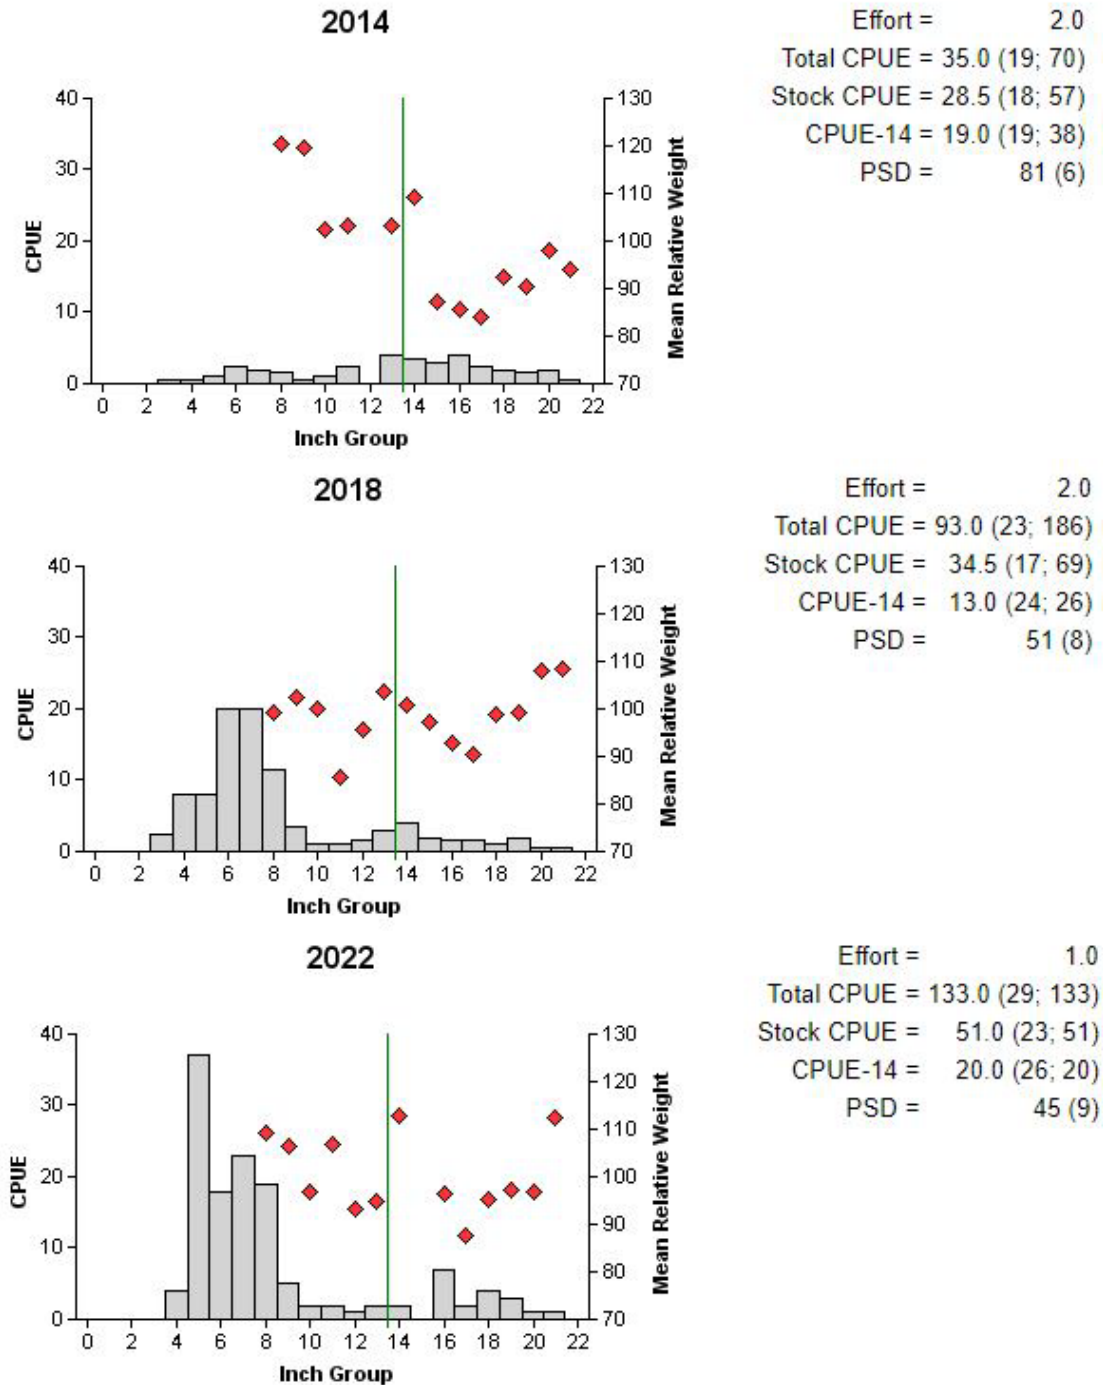 2014
Effort = 2.0
Total CPUE = 35.0 (19; 70)
Stock CPUE = 28.5 (18; 57)
CPUE-14 = 19.0 (19; 38)
PSD = 81 (6)
40
30
20
10
0
CPUE
130
120
110
100
90
80
70
Mean Relative Weight
0 2 4 6 8 10 12 14 16 18 20 22
Inch Group
2018
Effort = 2.0
Total CPUE = 93.0 (23; 186)
Stock CPUE = 34.5 (17; 69)
CPUE-14 = 13.0 (24; 26)
PSD = 51 (8)
40
30
20
10
0
CPUE
130
120
110
100
90
80
70
Mean Relative Weight
0 2 4 6 8 10 12 14 16 18 20 22
Inch Group
2022
Effort = 1.0
Total CPUE = 133.0 (29; 133)
Stock CPUE = 51.0 (23; 51)
CPUE-14 = 20.0 (26; 20)
PSD = 45 (9)
40
30
20
10
0
CPUE
130
120
110
100
90
80
70
Mean Relative Weight
0 2 4 6 8 10 12 14 16 18 20 22
Inch Group